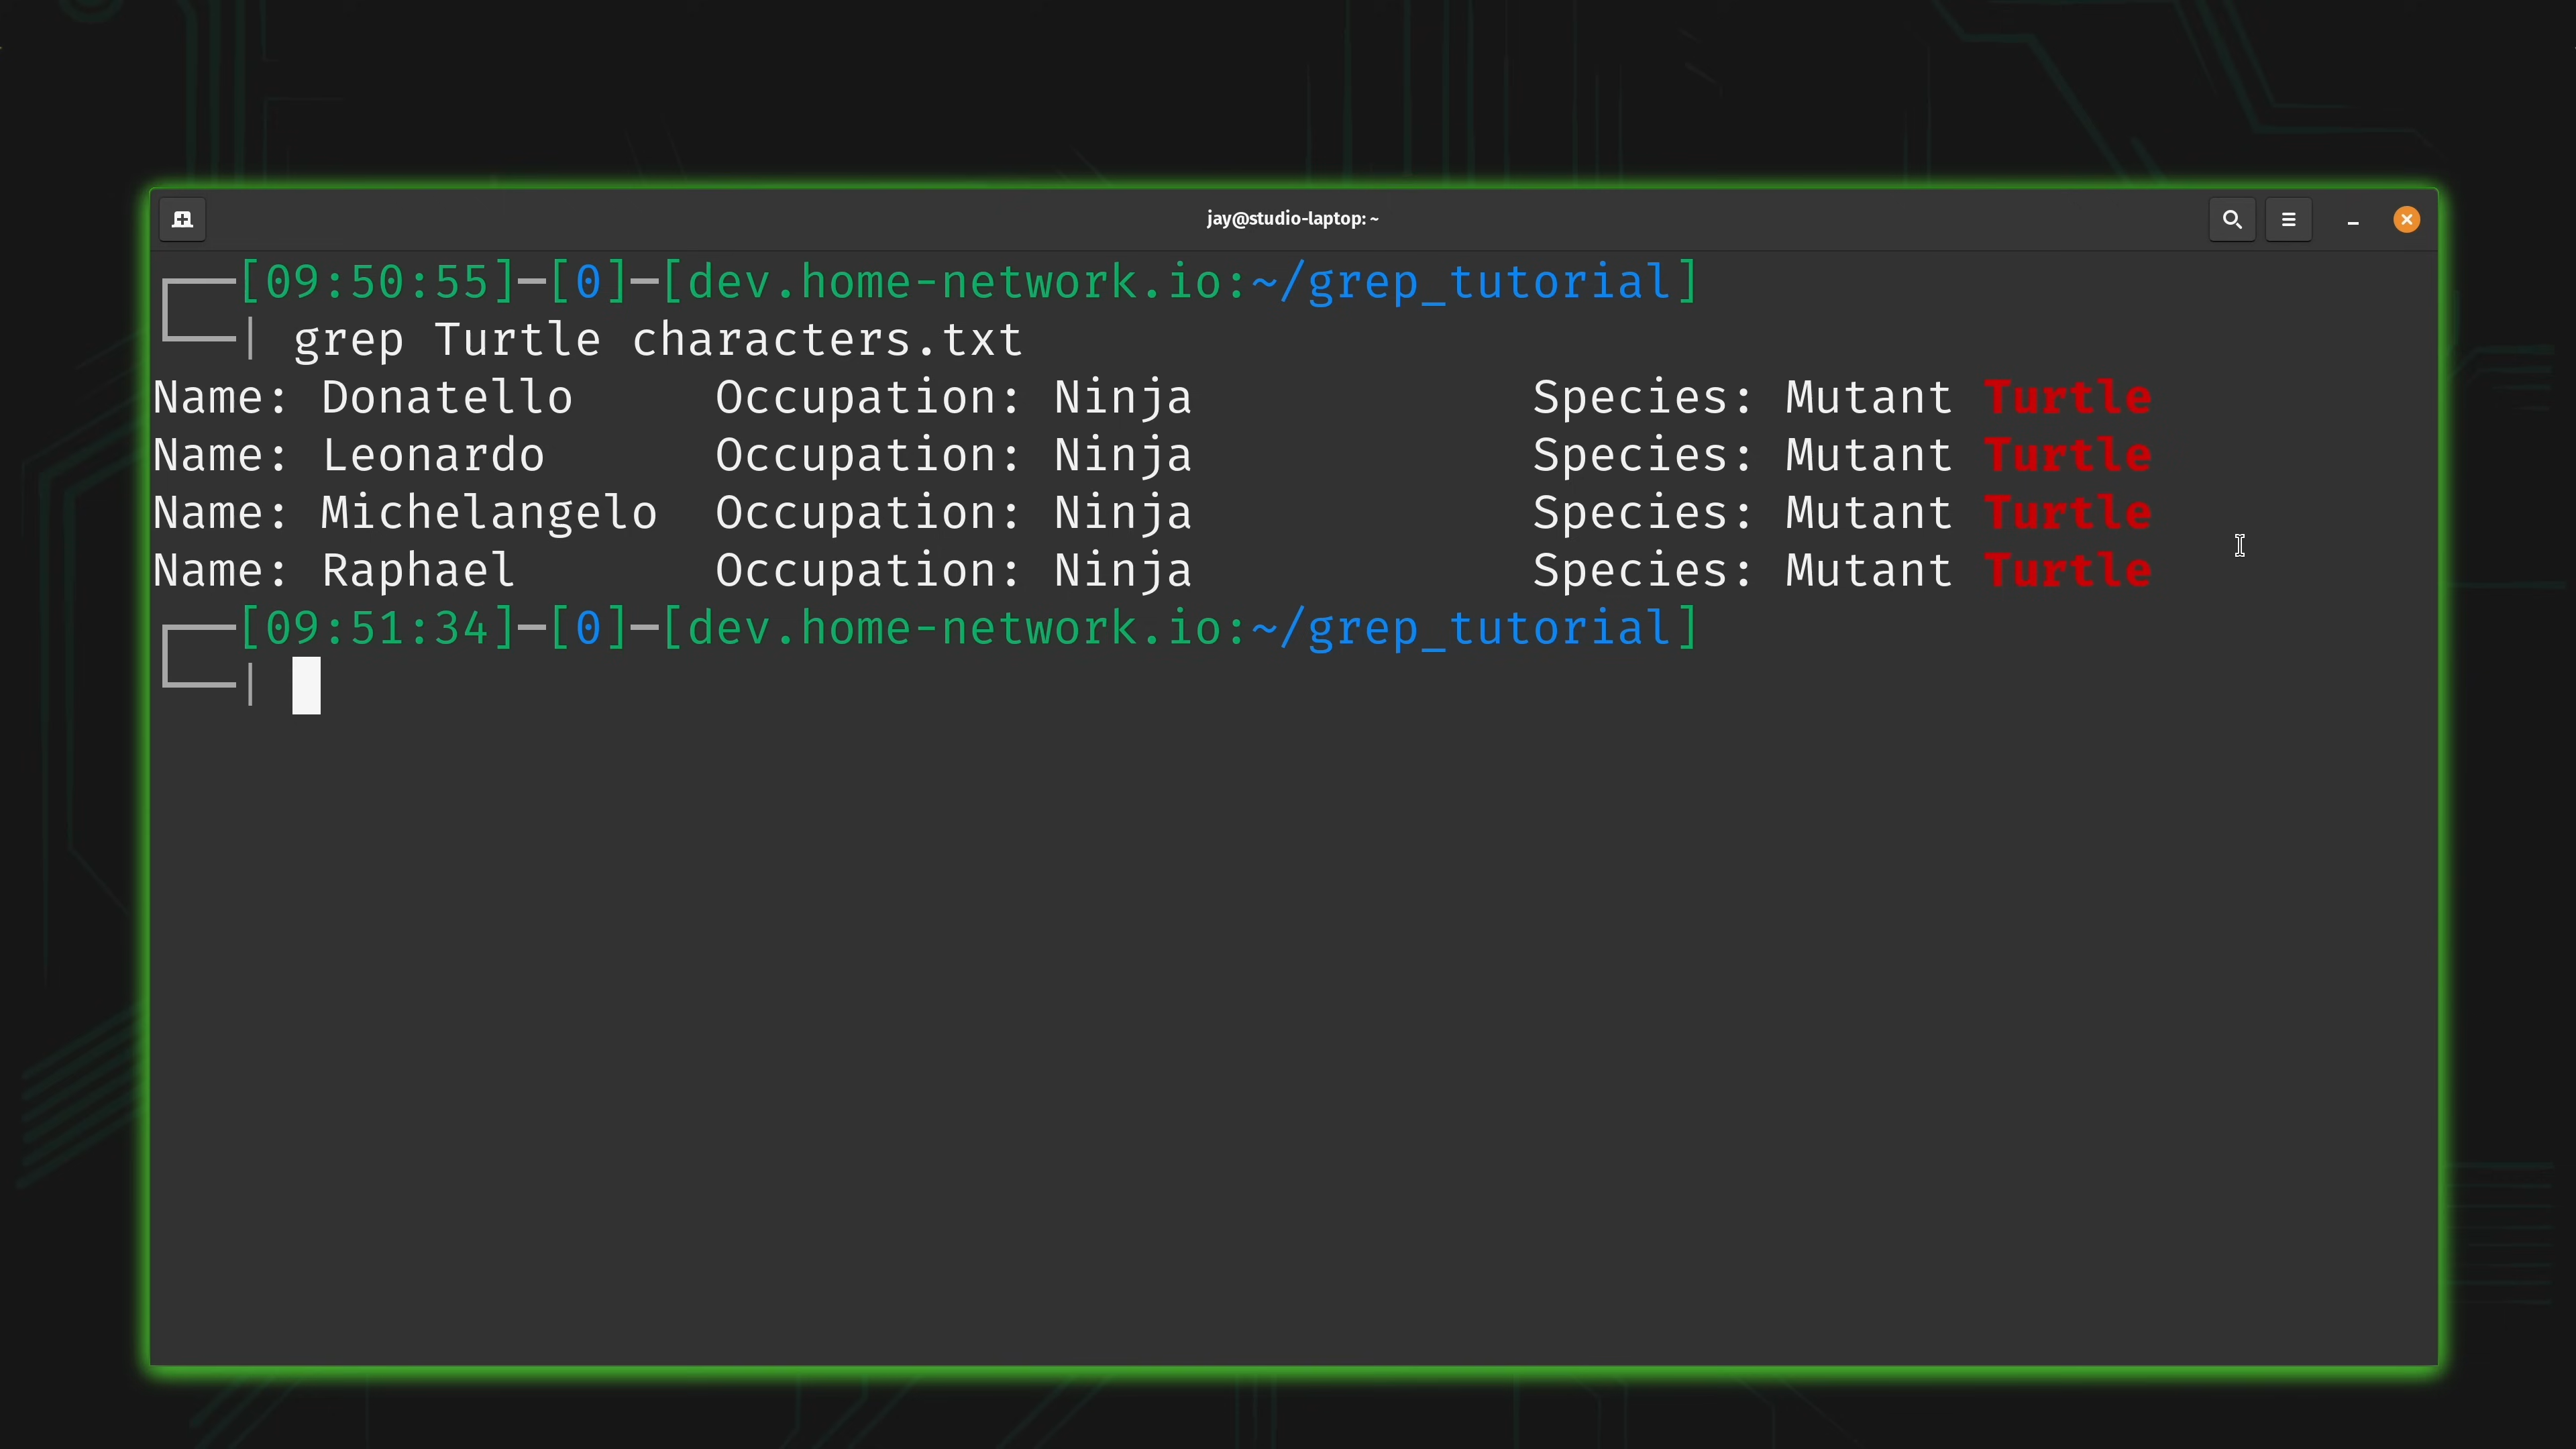 jay@studio-laptop: ~
┌──[09:50:55]─[0]─[dev.home-network.io:~/grep_tutorial]
└──| grep Turtle characters.txt
Name: Donatello     Occupation: Ninja            Species: Mutant Turtle
Name: Leonardo      Occupation: Ninja            Species: Mutant Turtle
Name: Michelangelo  Occupation: Ninja            Species: Mutant Turtle
Name: Raphael       Occupation: Ninja            Species: Mutant Turtle
┌──[09:51:34]─[0]─[dev.home-network.io:~/grep_tutorial]
└──|